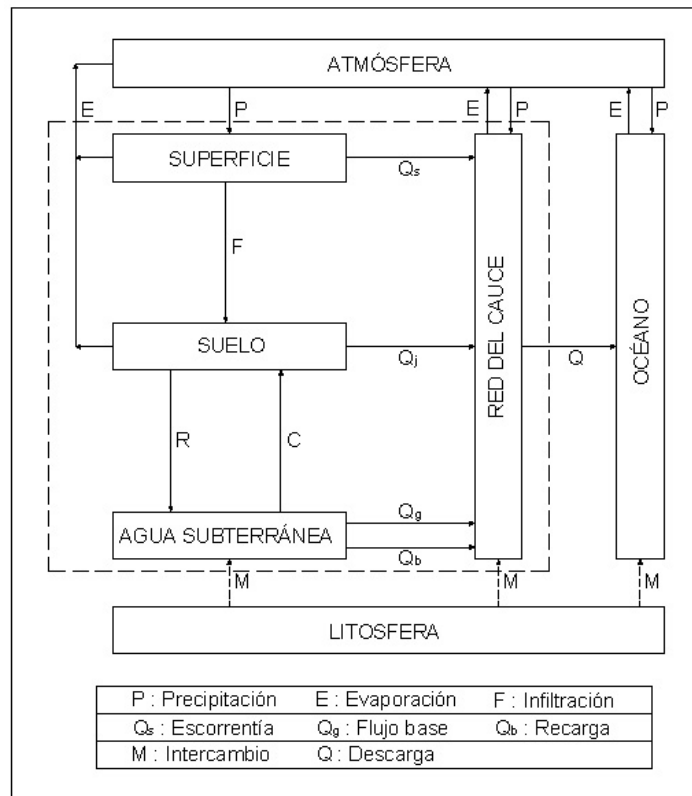 ATMÓSFERA
E P E P E P
SUPERFICIE
Qs
F
SUELO
Qj
RED DEL CAUCE
Q
OCÉANO
R C
AGUA SUBTERRÁNEA
Qg
Qb
M M M
LITOSFERA
P : Precipitación E : Evaporación F : Infiltración
Qs : Escorrentía Qg : Flujo base Qb : Recarga
M : Intercambio Q : Descarga